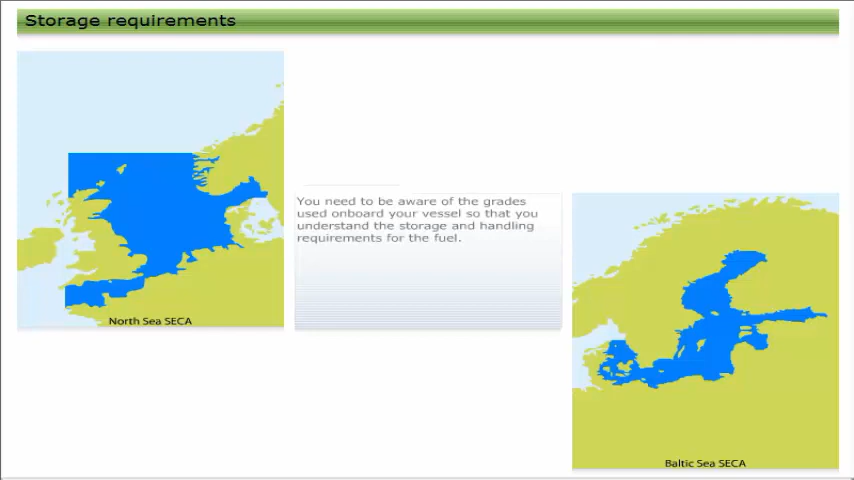 Storage requirements
You need to be aware of the grades
used onboard your vessel so that you
understand the storage and handling
requirements for the fuel.
North Sea SECA
Baltic Sea SECA